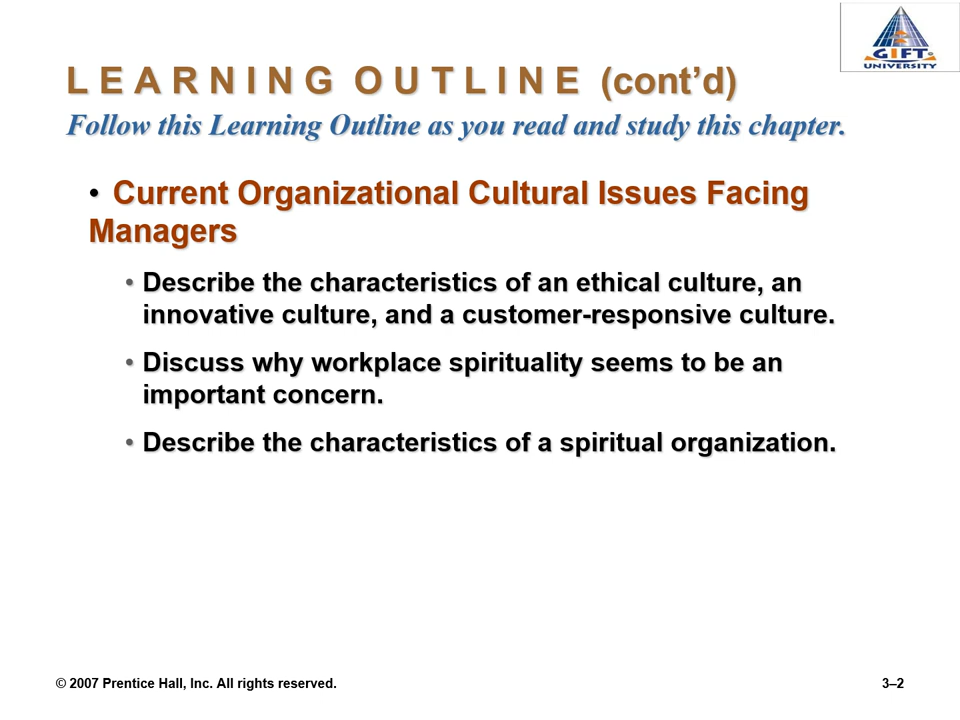 GIFT
UNIVERSITY
L E A R N I N G O U T L I N E (cont’d)
Follow this Learning Outline as you read and study this chapter.
• Current Organizational Cultural Issues Facing
Managers
• Describe the characteristics of an ethical culture, an
innovative culture, and a customer-responsive culture.
• Discuss why workplace spirituality seems to be an
important concern.
• Describe the characteristics of a spiritual organization.
© 2007 Prentice Hall, Inc. All rights reserved.
3–2